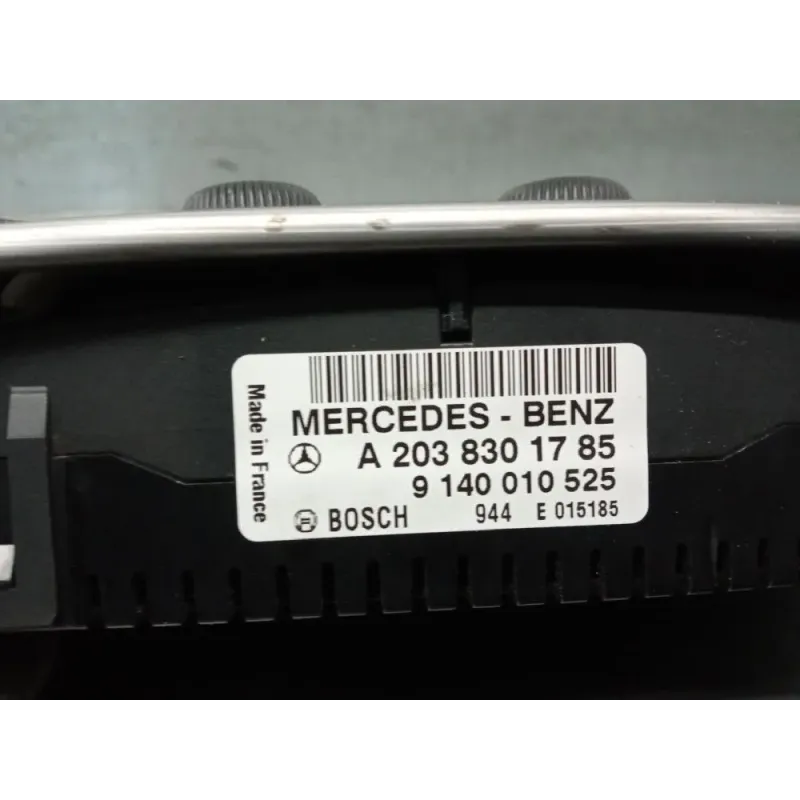 Made in France
MERCEDES - BENZ
A 203 830 17 85
9 140 010 525
BOSCH 944 E 015185